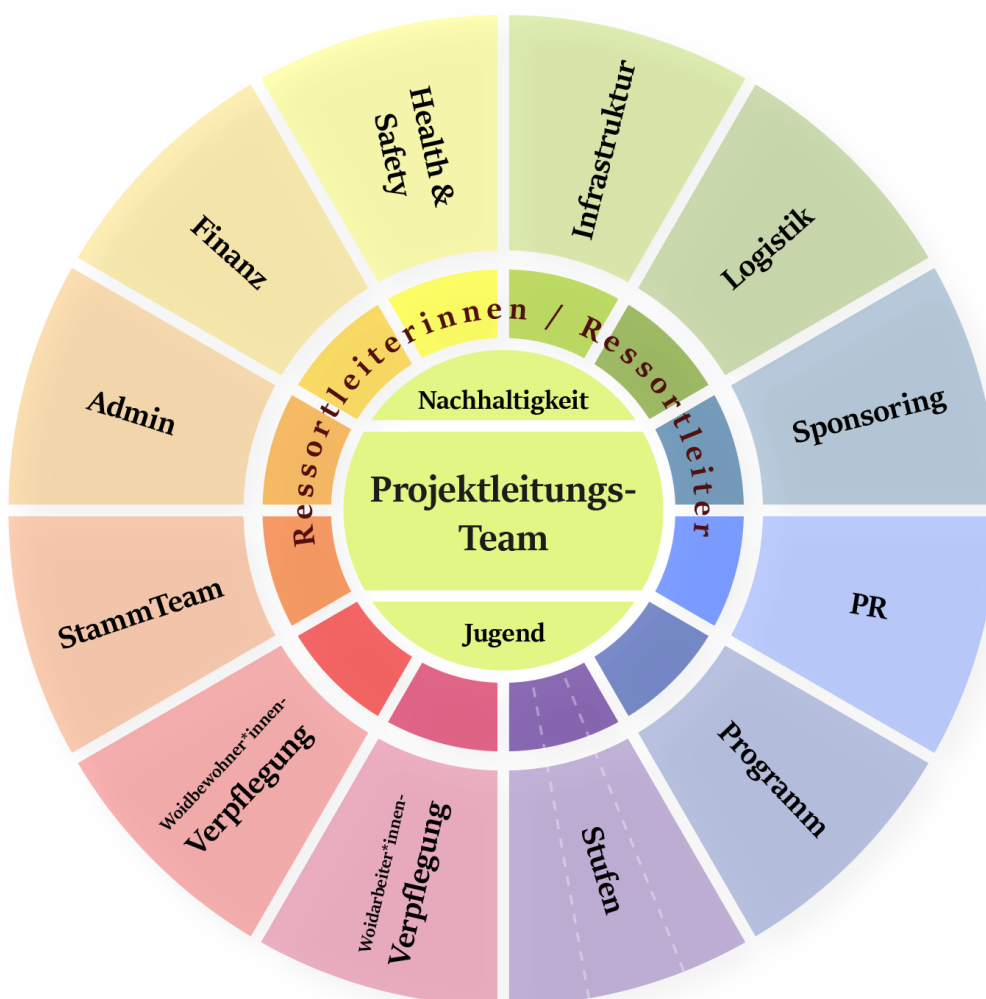 Health &
Safety
Infrastruktur
Logistik
Sponsoring
PR
Programm
Stufen
Woidarbeiter*innen-
Verpflegung
Woidbewohner*innen-
Verpflegung
StammTeam
Admin
Finanz
Ressortleiterinnen / Ressortleiter
Nachhaltigkeit
Projektleitungs-
Team
Jugend